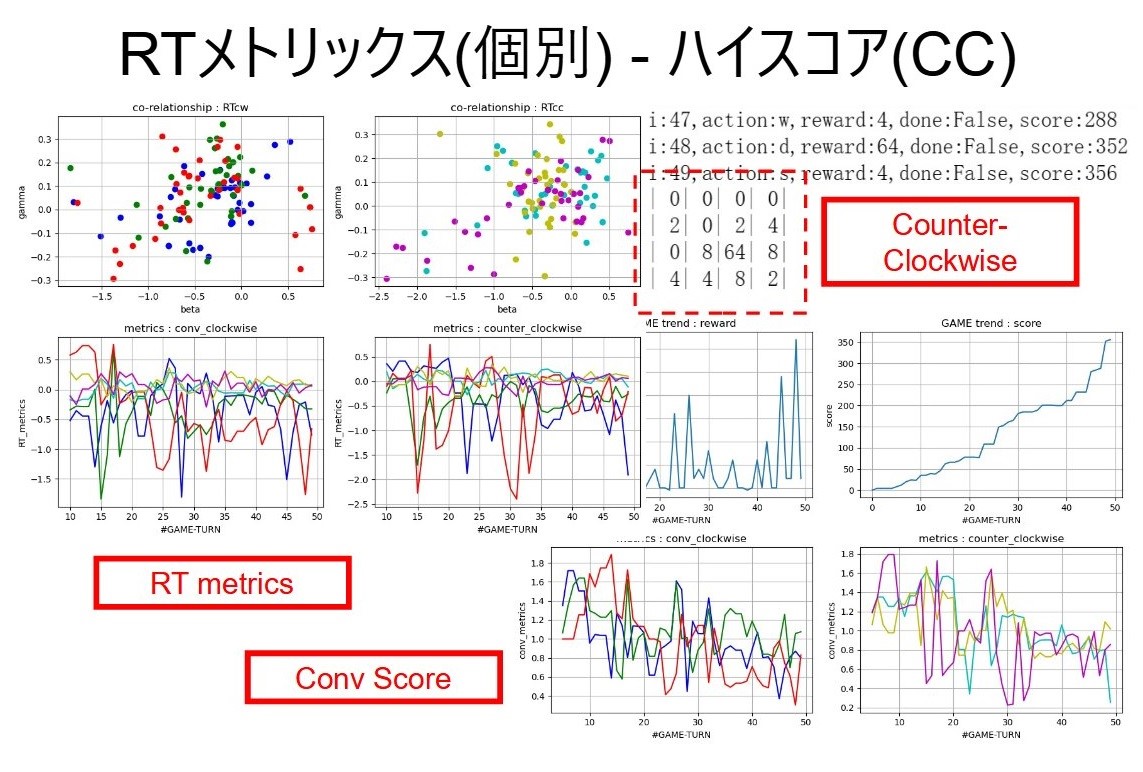 RTメトリックス(個別) - ハイスコア(CC)
co-relationship : RTcw
gamma
0.3
0.2
0.1
0.0
−0.1
−0.2
−0.3
−1.5 −1.0 −0.5 0.0 0.5
beta
co-relationship : RTcc
gamma
0.3
0.2
0.1
0.0
−0.1
−0.2
−0.3
−2.5 −2.0 −1.5 −1.0 −0.5 0.0 0.5
beta
i:47,action:w,reward:4,done:False,score:288
i:48,action:d,reward:64,done:False,score:352
i:49,action:s,reward:4,done:False,score:356
| 0| 0| 0| 0|
| 2| 0| 2| 4|
| 0| 8|64| 8|
| 4| 4| 8| 2|
Counter-
Clockwise
metrics : conv_clockwise
RT_metrics
0.5
0.0
−0.5
−1.0
−1.5
10 15 20 25 30 35 40 45 50
#GAME-TURN
metrics : counter_clockwise
RT_metrics
0.5
0.0
−0.5
−1.0
−1.5
−2.0
−2.5
10 15 20 25 30 35 40 45 50
#GAME-TURN
ME trend : reward
20 30 40 50
#GAME-TURN
GAME trend : score
score
350
300
250
200
150
100
50
0
0 10 20 30 40 50
#GAME-TURN
RT metrics
Conv Score
metrics : conv_clockwise
conv_metrics
1.8
1.6
1.4
1.2
1.0
0.8
0.6
0.4
10 20 30 40 50
#GAME-TURN
metrics : counter_clockwise
conv_metrics
1.8
1.6
1.4
1.2
1.0
0.8
0.6
0.4
0.2
10 20 30 40 50
#GAME-TURN